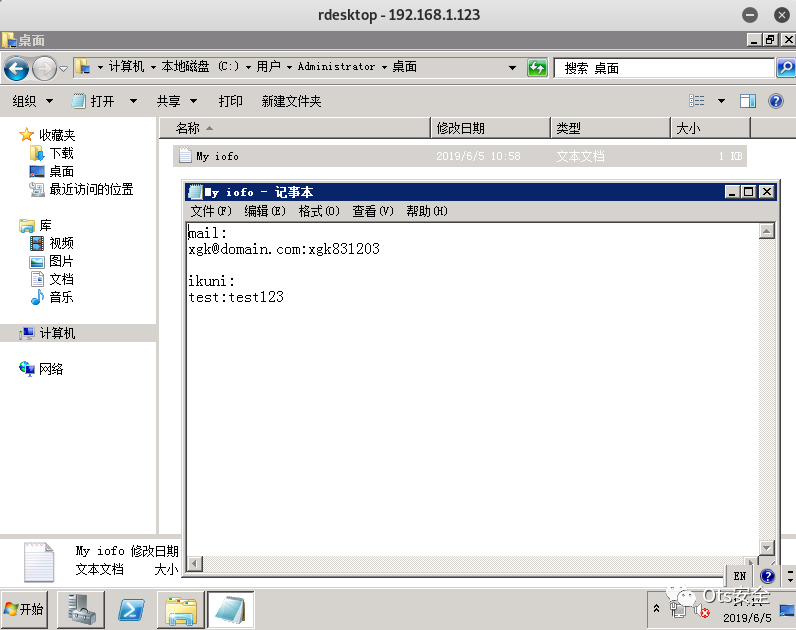 rdesktop - 192.168.1.123
桌面
计算机 本地磁盘 (C:) 用户 Administrator 桌面
搜索 桌面
组织 打开 共享 打印 新建文件夹
名称 修改日期 类型 大小
收藏夹
下载
桌面
最近访问的位置
库
视频
图片
文档
音乐
计算机
网络
My iofo 2019/6/5 10:58 文本文档 1 KB
My iofo - 记事本
文件(F) 编辑(E) 格式(O) 查看(V) 帮助(H)
mail:
xgk@domain.com:xgk831203
ikuni:
test:test123
My iofo 修改日期
文本文档 大小
EN
开始
Ots安全
2019/6/5